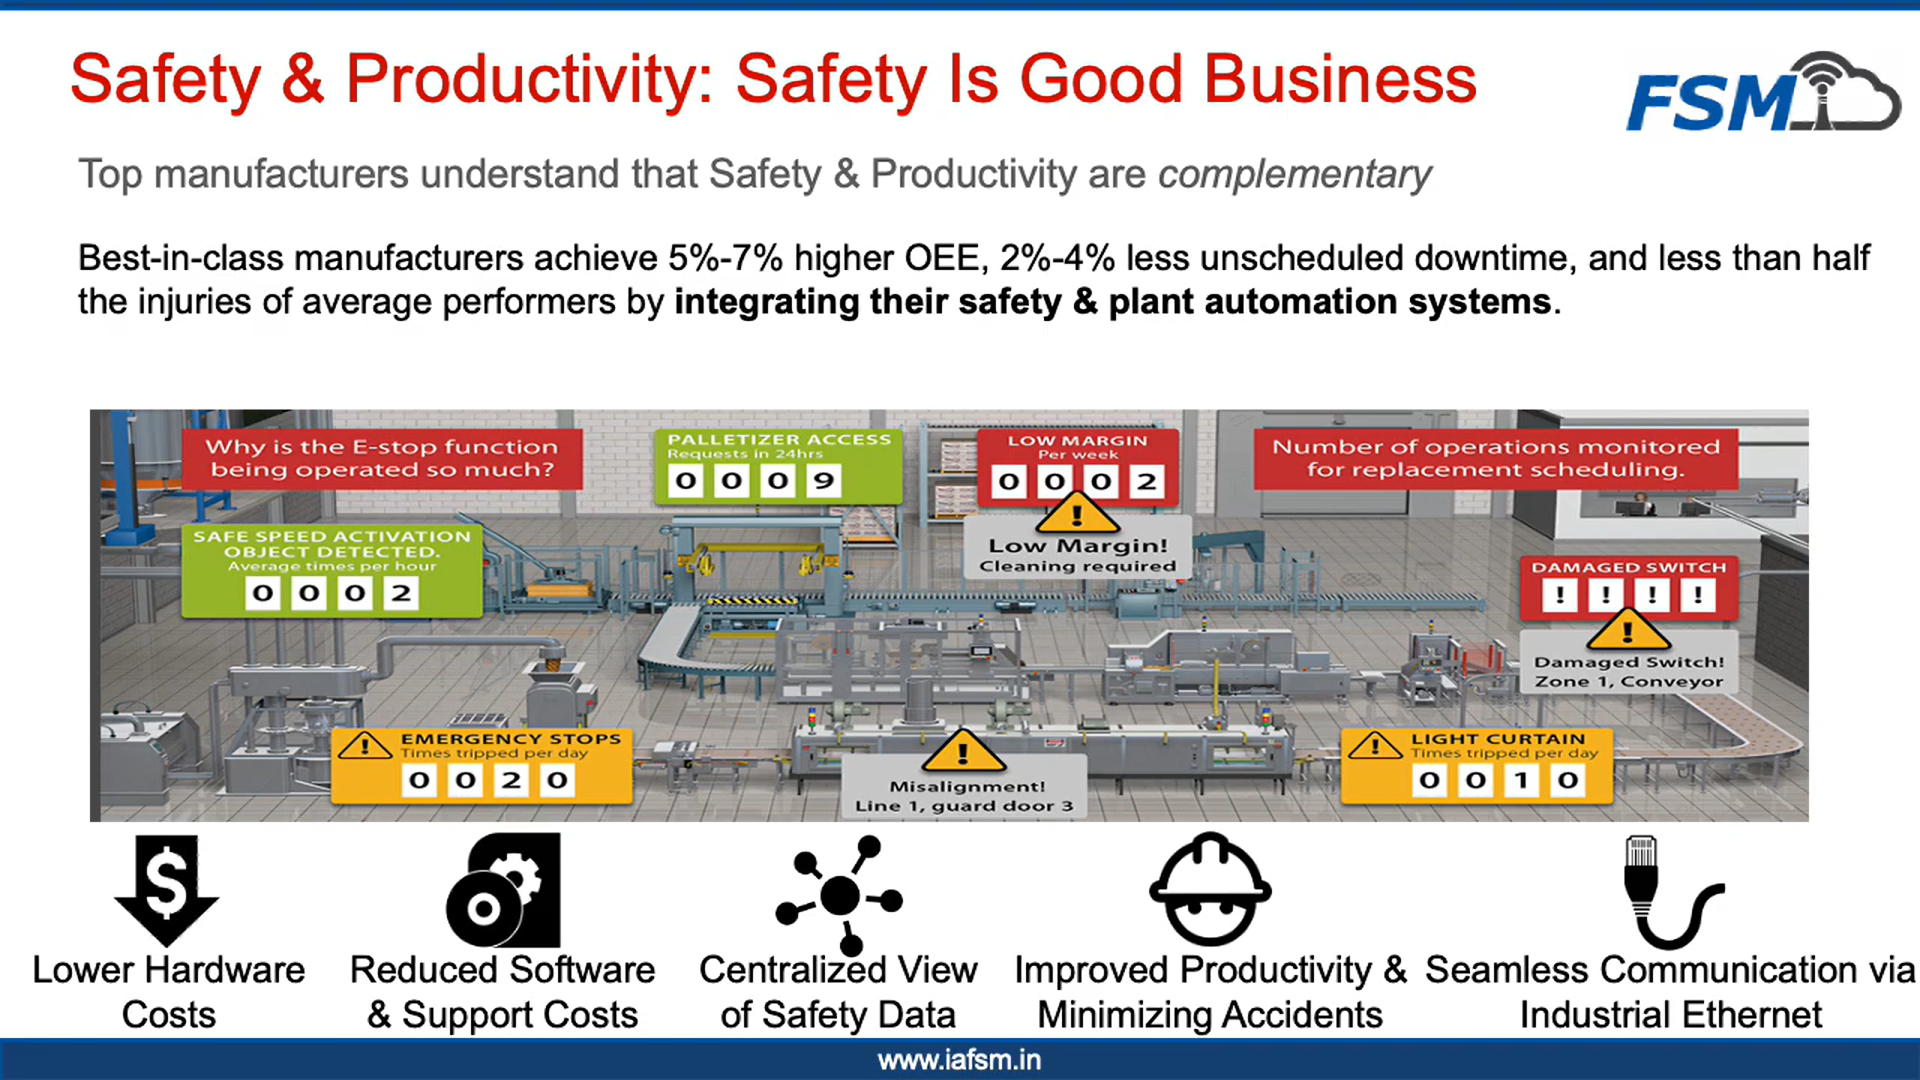 Safety & Productivity: Safety Is Good Business
FSM
Top manufacturers understand that Safety & Productivity are complementary
Best-in-class manufacturers achieve 5%-7% higher OEE, 2%-4% less unscheduled downtime, and less than half
the injuries of average performers by integrating their safety & plant automation systems.
Why is the E-stop function
being operated so much?
PALLETIZER ACCESS
Requests in 24hrs
0 0 0 9
LOW MARGIN
Per week
0 0 0 2
Low Margin!
Cleaning required
Number of operations monitored
for replacement scheduling.
SAFE SPEED ACTIVATION
OBJECT DETECTED.
Average times per hour
0 0 0 2
DAMAGED SWITCH
! ! ! !
Damaged Switch!
Zone 1, Conveyor
EMERGENCY STOPS
Times tripped per day
0 0 2 0
Misalignment!
Line 1, guard door 3
LIGHT CURTAIN
Times tripped per day
0 0 1 0
Lower Hardware
Costs
Reduced Software
& Support Costs
Centralized View
of Safety Data
Improved Productivity &
Minimizing Accidents
Seamless Communication via
Industrial Ethernet
www.iafsm.in